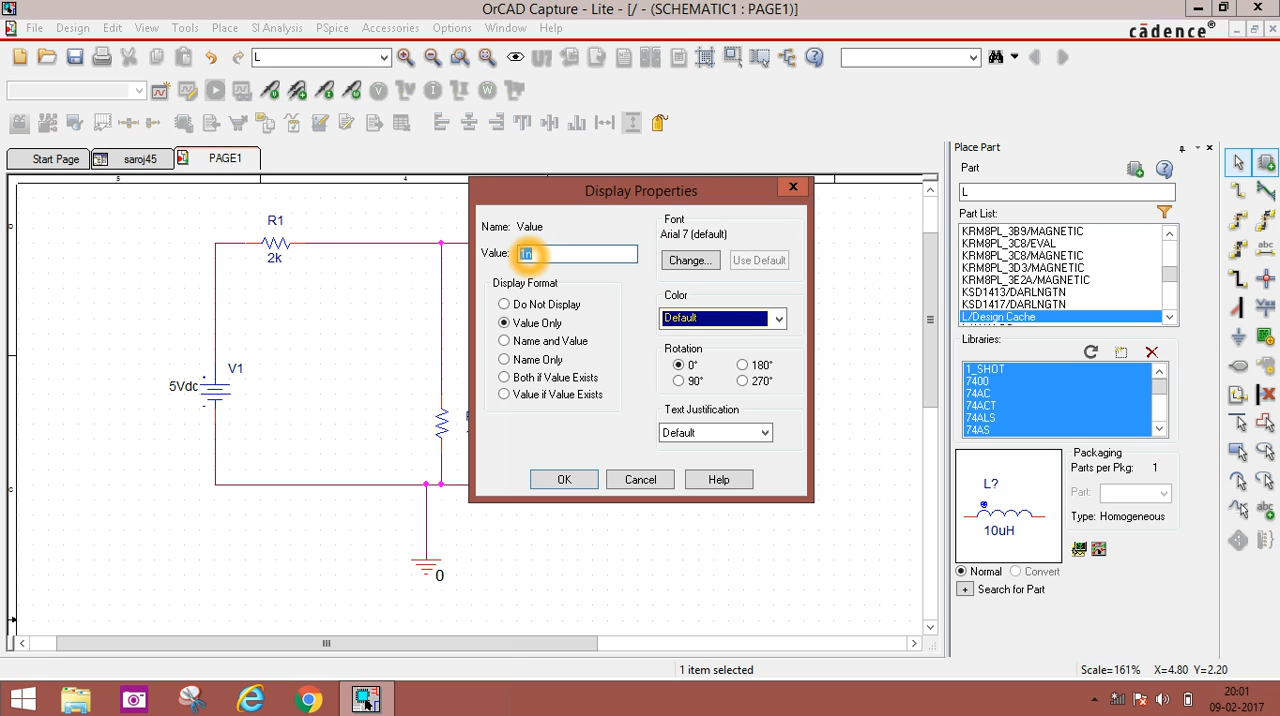 OrCAD Capture - Lite - [/ - (SCHEMATIC1 : PAGE1)]
File Design Edit View Tools Place SI Analysis PSpice Accessories Options Window Help
cādence®
L
Start Page
saroj45
PAGE1
5
4
R1
2k
V1
5Vdc
0
Display Properties
Name: Value
Value: 1n
Display Format
Do Not Display
Value Only
Name and Value
Name Only
Both if Value Exists
Value if Value Exists
Font
Arial 7 (default)
Change...
Use Default
Color
Default
Rotation
0°
180°
90°
270°
Text Justification
Default
OK
Cancel
Help
Place Part
Part
L
Part List:
KRM8PL_3B9/MAGNETIC
KRM8PL_3C8/EVAL
KRM8PL_3C8/MAGNETIC
KRM8PL_3D3/MAGNETIC
KRM8PL_3E2A/MAGNETIC
KSD1413/DARLNGTN
KSD1417/DARLNGTN
L/Design Cache
Libraries:
1_SHOT
7400
74AC
74ACT
74ALS
74AS
L?
10uH
Packaging
Parts per Pkg: 1
Part:
Type: Homogeneous
Normal
Convert
Search for Part
1 item selected
Scale=161% X=4.80 Y=2.20
20:01
09-02-2017